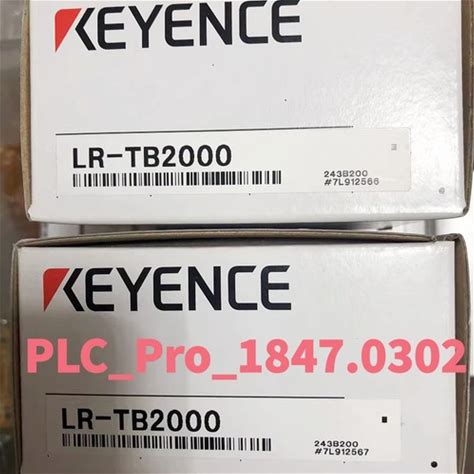 KEYENCE
LR-TB2000
243B200
#7L912566
KEYENCE
PLC_Pro_1847.0302
LR-TB2000
243B200
#7L912567